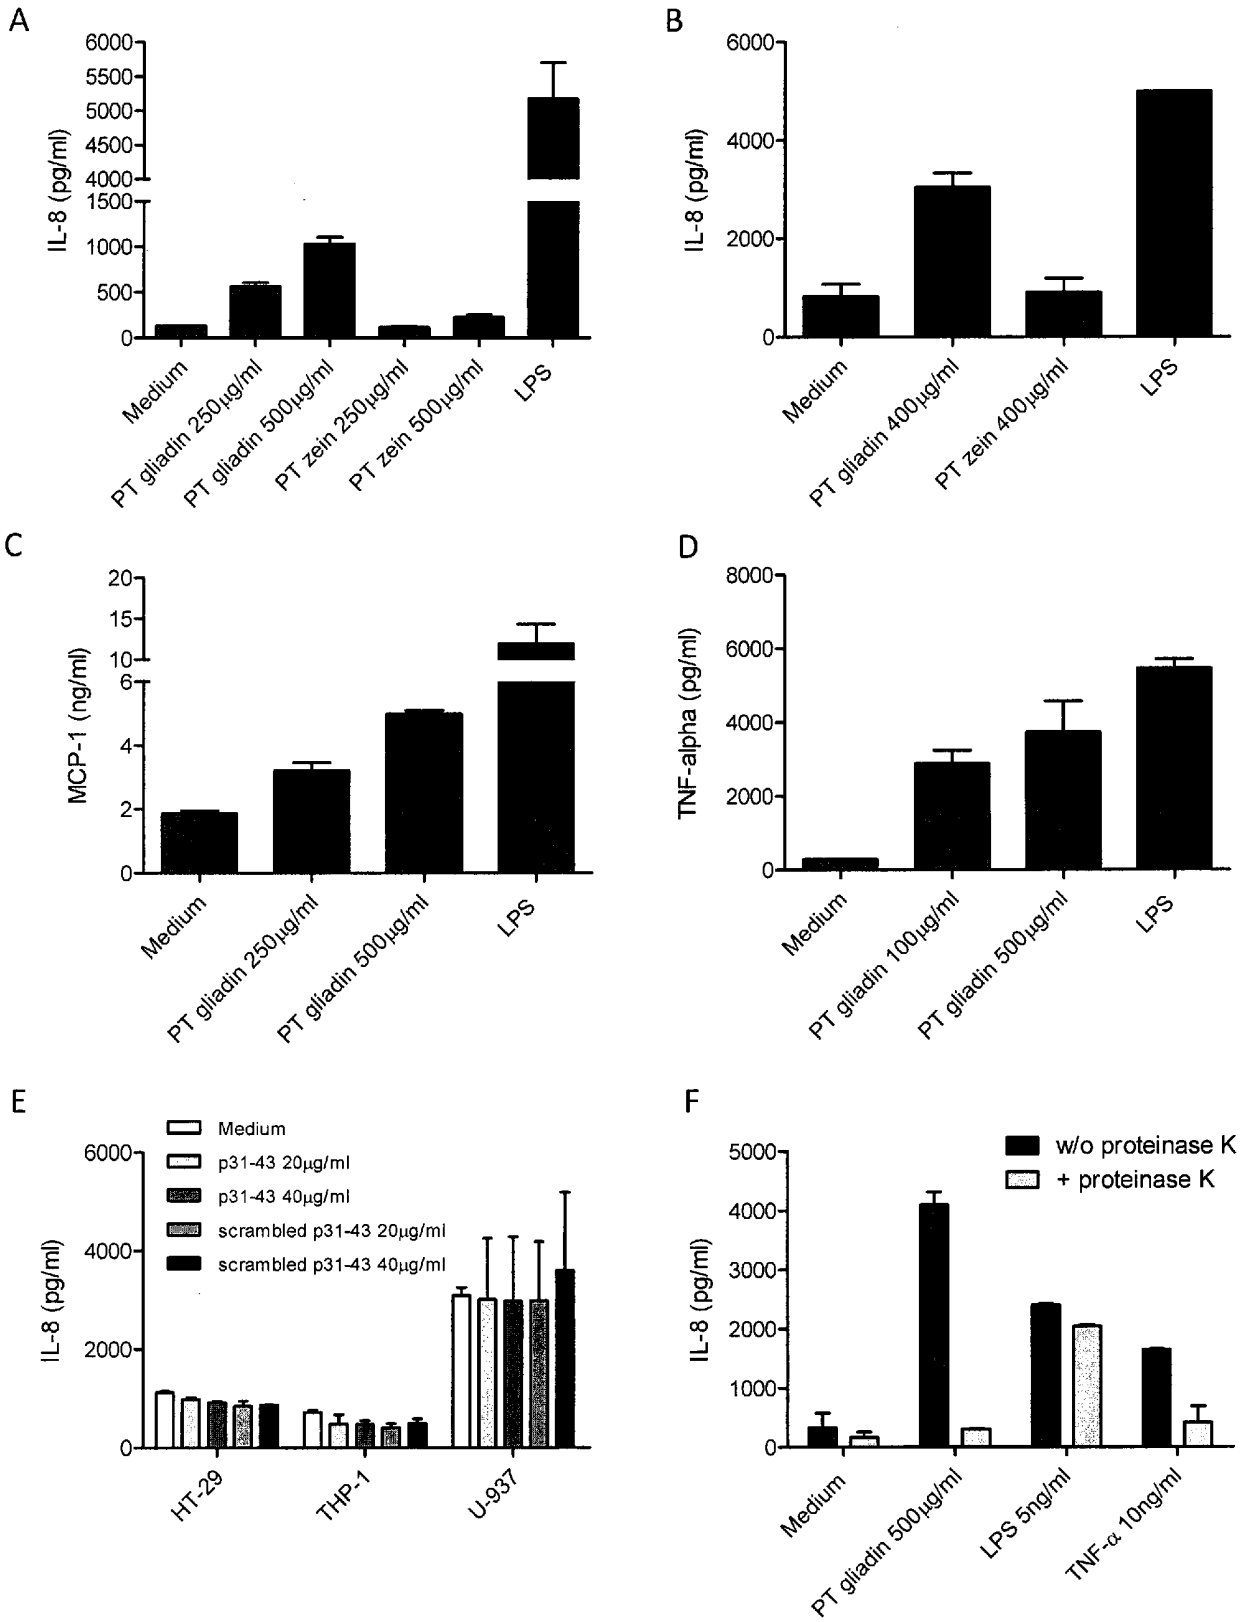 A
IL-8 (pg/ml)
6000
5500
5000
4500
4000
1500
1000
500
0
Medium
PT gliadin 250µg/ml
PT gliadin 500µg/ml
PT zein 250µg/ml
PT zein 500µg/ml
LPS
B
IL-8 (pg/ml)
6000
4000
2000
0
Medium
PT gliadin 400µg/ml
PT zein 400µg/ml
LPS
C
MCP-1 (ng/ml)
20
15
10
6
4
2
0
Medium
PT gliadin 250µg/ml
PT gliadin 500µg/ml
LPS
D
TNF-alpha (pg/ml)
8000
6000
4000
2000
0
Medium
PT gliadin 100µg/ml
PT gliadin 500µg/ml
LPS
E
Medium
p31-43 20µg/ml
p31-43 40µg/ml
scrambled p31-43 20µg/ml
scrambled p31-43 40µg/ml
IL-8 (pg/ml)
6000
4000
2000
0
HT-29
THP-1
U-937
F
w/o proteinase K
+ proteinase K
IL-8 (pg/ml)
5000
4000
3000
2000
1000
0
Medium
PT gliadin 500µg/ml
LPS 5ng/ml
TNF-α 10ng/ml